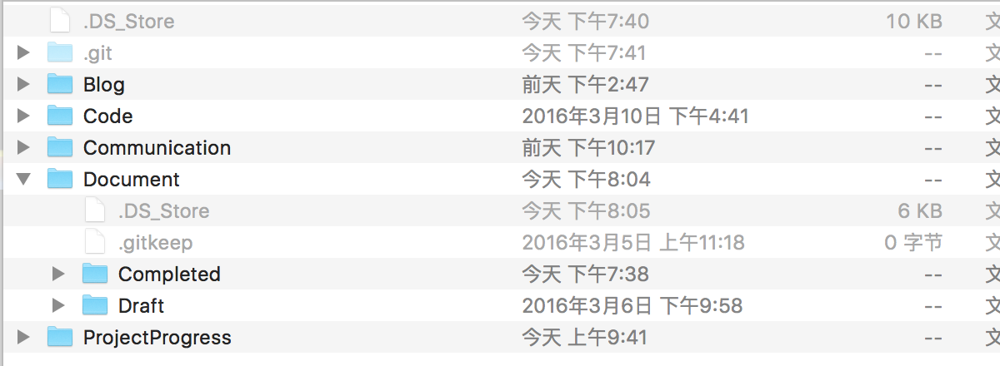 .DS_Store 今天 下午7:40 10 KB 文
.git 今天 下午7:41 -- 文
Blog 前天 下午2:47 -- 文
Code 2016年3月10日 下午4:41 -- 文
Communication 前天 下午10:17 -- 文
Document 今天 下午8:04 -- 文
.DS_Store 今天 下午8:05 6 KB 文
.gitkeep 2016年3月5日 上午11:18 0 字节 文
Completed 今天 下午7:38 -- 文
Draft 2016年3月6日 下午9:58 -- 文
ProjectProgress 今天 上午9:41 -- 文